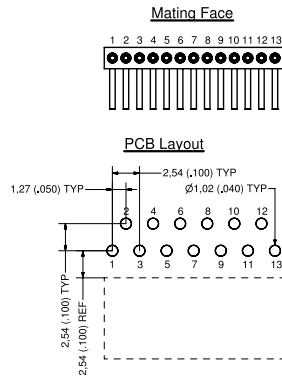 Mating Face
1 2 3 4 5 6 7 8 9 10 11 12 13
PCB Layout
2,54 (.100) TYP
1,27 (.050) TYP
Ø1,02 (.040) TYP
2 4 6 8 10 12
1 3 5 7 9 11 13
2,54 (.100) TYP
2,54 (.100) REF